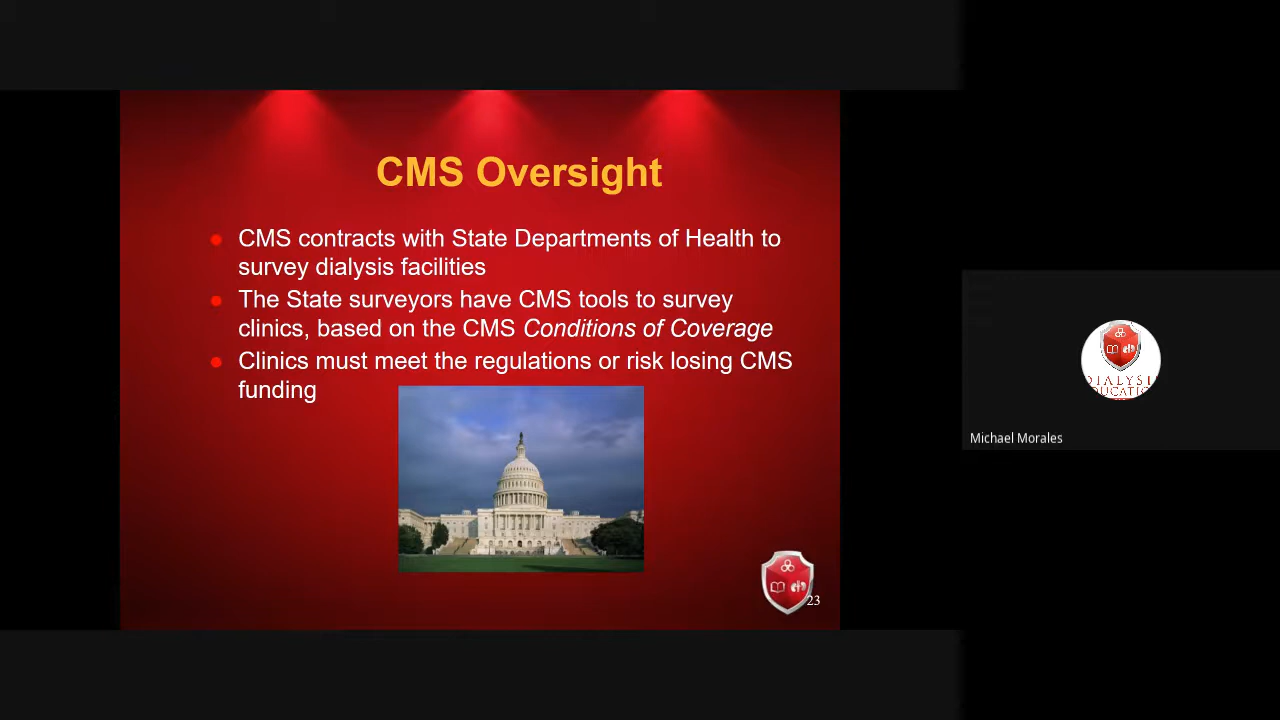 CMS Oversight
CMS contracts with State Departments of Health to
survey dialysis facilities
The State surveyors have CMS tools to survey
clinics, based on the CMS Conditions of Coverage
Clinics must meet the regulations or risk losing CMS
funding
23
DIALYSI
DUCATIO
Michael Morales